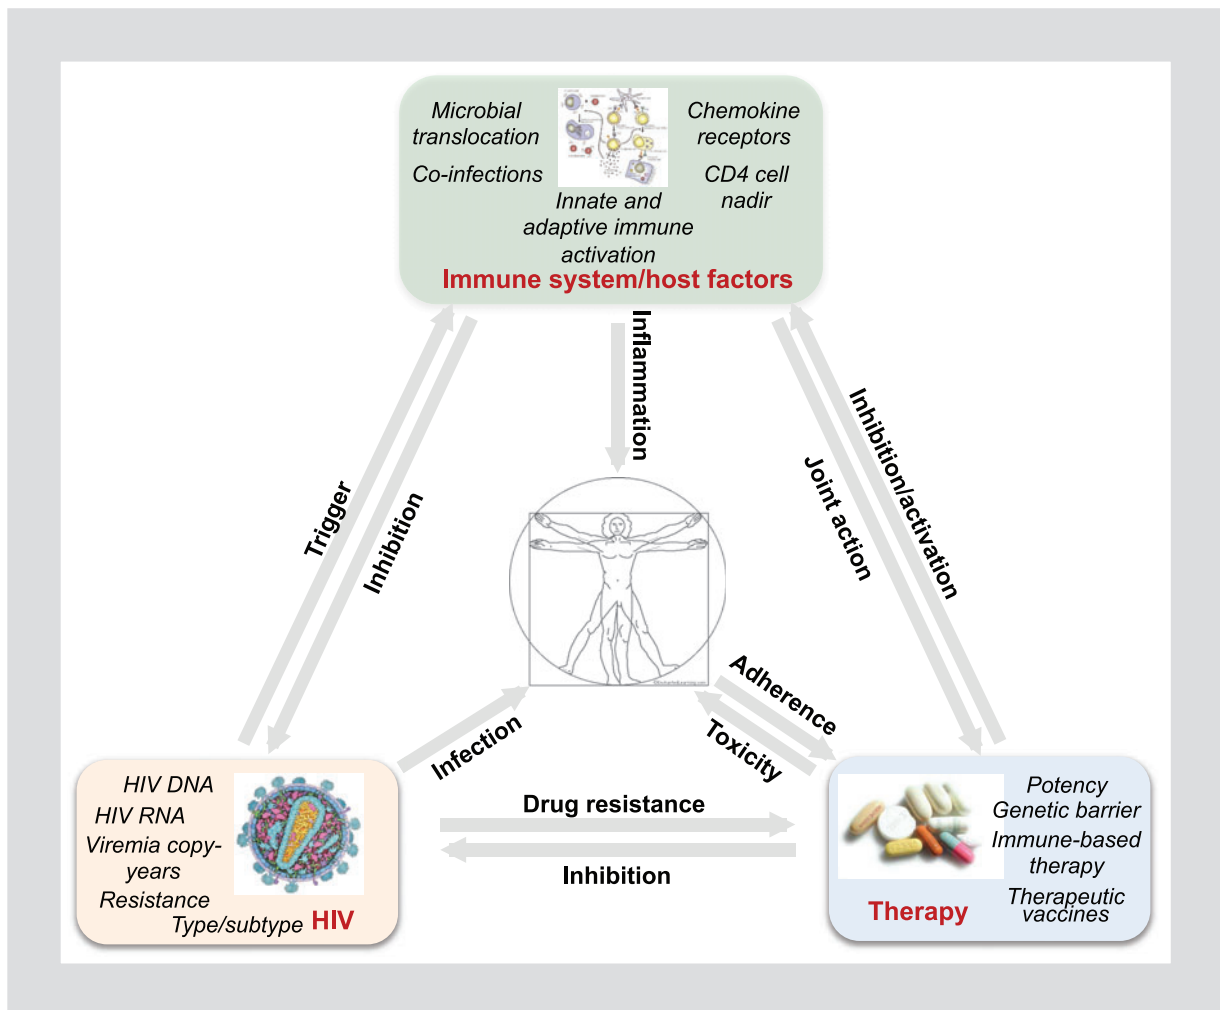 Microbial
translocation
Co-infections
Chemokine
receptors
CD4 cell
nadir
Innate and
adaptive immune
activation
Immune system/host factors
Inflammation
Trigger
Inhibition
Inhibition/activation
Joint action
Adherence
Toxicity
Infection
Drug resistance
Inhibition
HIV DNA
HIV RNA
Viremia copy-
years
Resistance
Type/subtype
HIV
Potency
Genetic barrier
Immune-based
therapy
Therapeutic
vaccines
Therapy